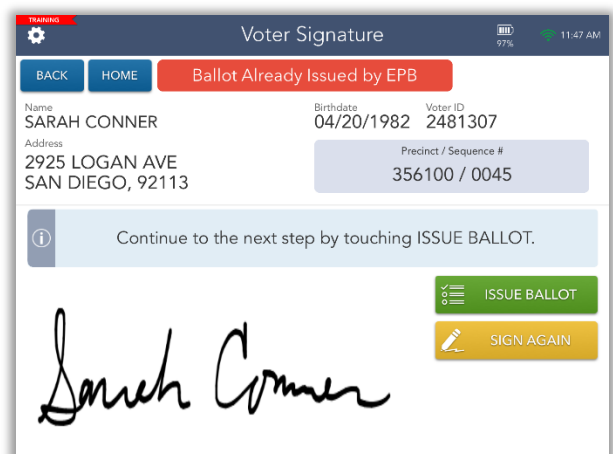 TRAINING
Voter Signature
97%
11:47 AM
BACK
HOME
Ballot Already Issued by EPB
Name
SARAH CONNER
Birthdate
04/20/1982
Voter ID
2481307
Address
2925 LOGAN AVE
SAN DIEGO, 92113
Precinct / Sequence #
356100 / 0045
Continue to the next step by touching ISSUE BALLOT.
ISSUE BALLOT
SIGN AGAIN
Sarah Conner